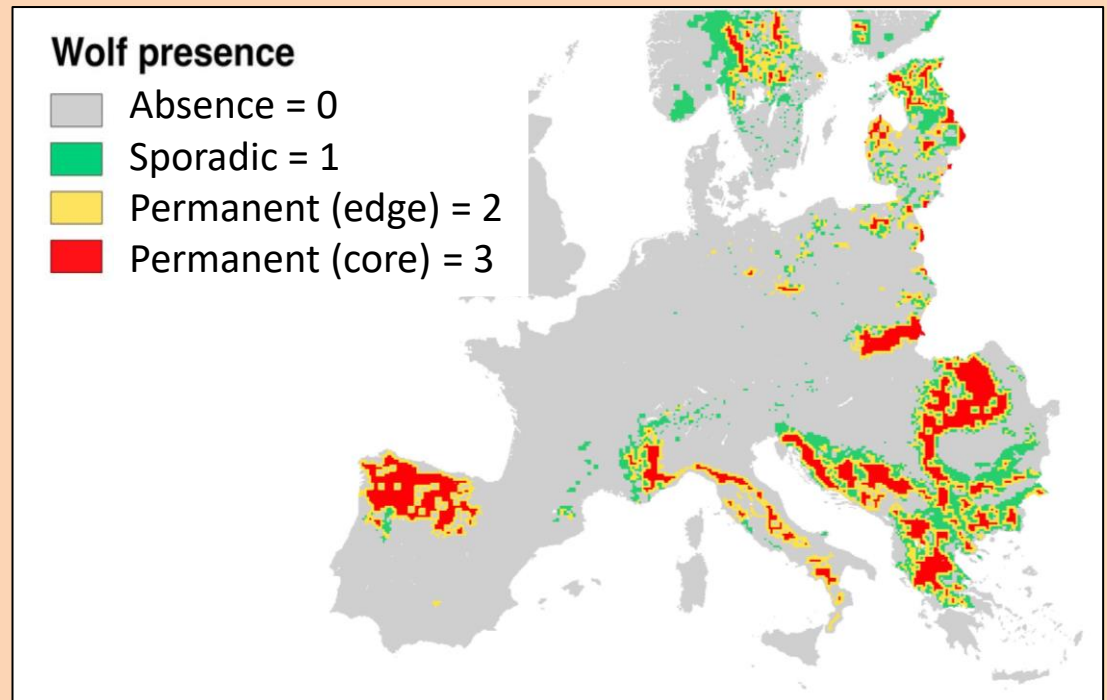 Wolf presence
Absence = 0
Sporadic = 1
Permanent (edge) = 2
Permanent (core) = 3